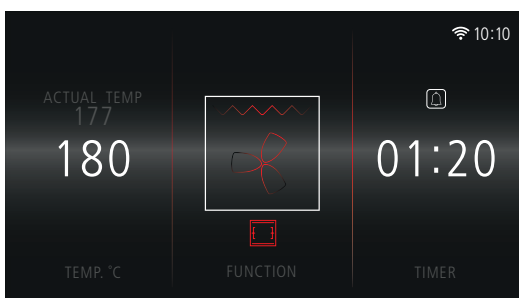 10:10
ACTUAL TEMP
177
180
01:20
TEMP. °C
FUNCTION
TIMER